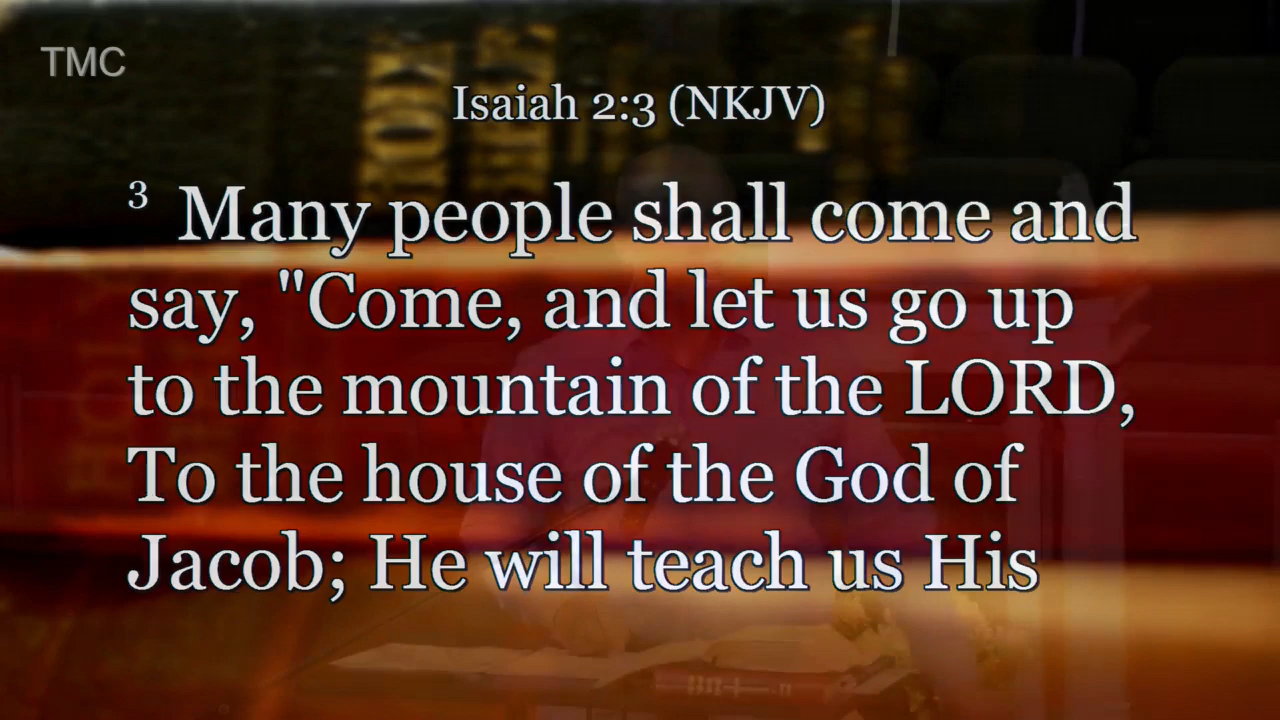 TMC
Isaiah 2:3 (NKJV)
3 Many people shall come and
say, "Come, and let us go up
to the mountain of the LORD,
To the house of the God of
Jacob; He will teach us His